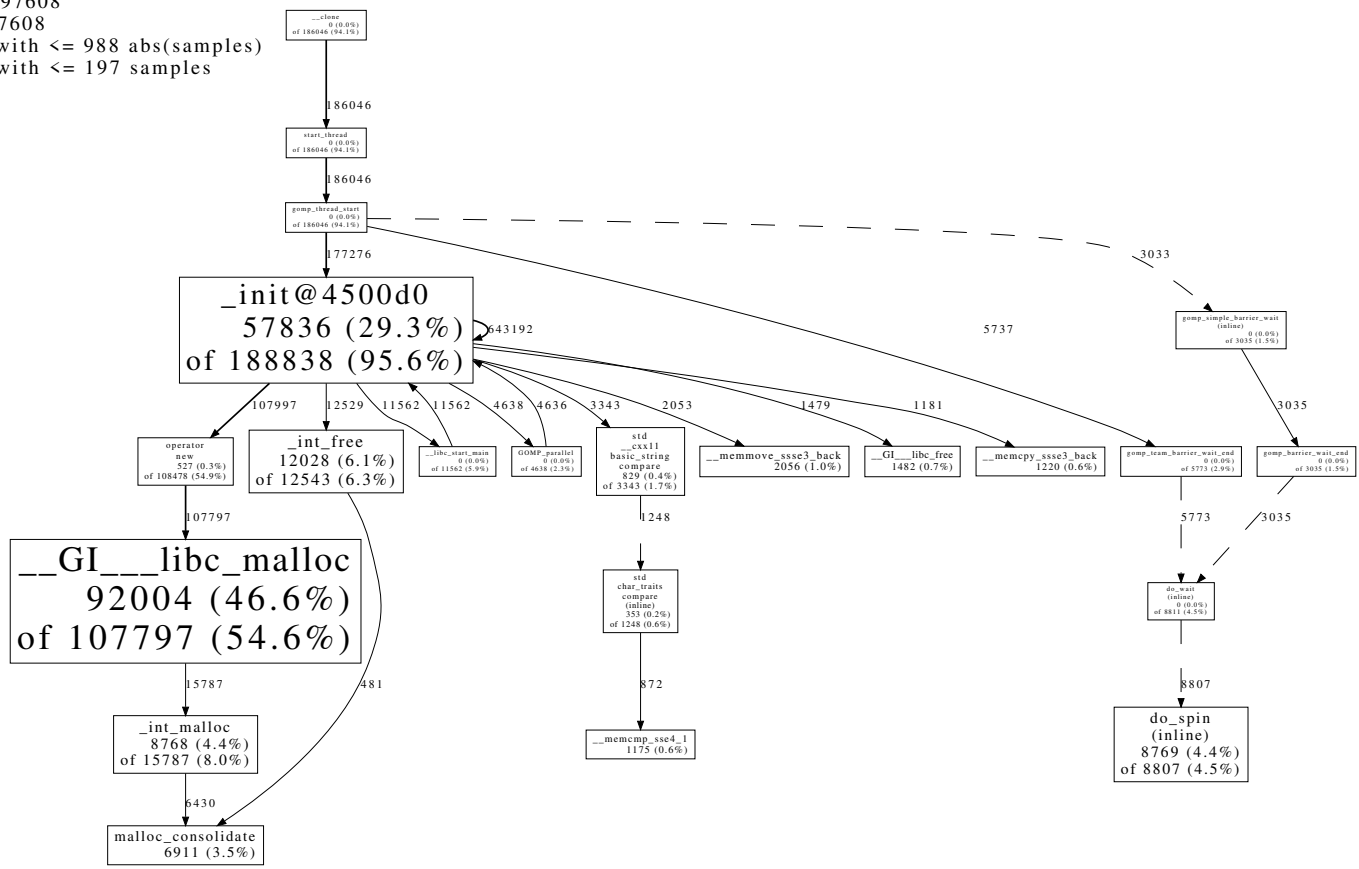 97608
7608
with <= 988 abs(samples)
with <= 197 samples
__clone
0 (0.0%)
of 186046 (94.1%)
186046
start_thread
0 (0.0%)
of 186046 (94.1%)
186046
gomp_thread_start
0 (0.0%)
of 186046 (94.1%)
177276
3033
5737
_init@4500d0
57836 (29.3%)
of 188838 (95.6%)
643192
gomp_simple_barrier_wait
(inline)
0 (0.0%)
of 3035 (1.5%)
107997
12529
11562
11562
4638
4636
3343
2053
1479
1181
3035
operator
new
527 (0.3%)
of 108478 (54.9%)
_int_free
12028 (6.1%)
of 12543 (6.3%)
__libc_start_main
0 (0.0%)
of 11562 (5.9%)
GOMP_parallel
0 (0.0%)
of 4638 (2.3%)
std
__cxx11
basic_string
compare
829 (0.4%)
of 3343 (1.7%)
__memmove_ssse3_back
2056 (1.0%)
__GI___libc_free
1482 (0.7%)
__memcpy_ssse3_back
1220 (0.6%)
gomp_team_barrier_wait_end
0 (0.0%)
of 5773 (2.9%)
gomp_barrier_wait_end
0 (0.0%)
of 3035 (1.5%)
107797
1248
5773
3035
__GI___libc_malloc
92004 (46.6%)
of 107797 (54.6%)
std
char_traits
compare
(inline)
353 (0.2%)
of 1248 (0.6%)
do_wait
(inline)
0 (0.0%)
of 8811 (4.5%)
15787
481
872
8807
_int_malloc
8768 (4.4%)
of 15787 (8.0%)
__memcmp_sse4_1
1175 (0.6%)
do_spin
(inline)
8769 (4.4%)
of 8807 (4.5%)
6430
malloc_consolidate
6911 (3.5%)